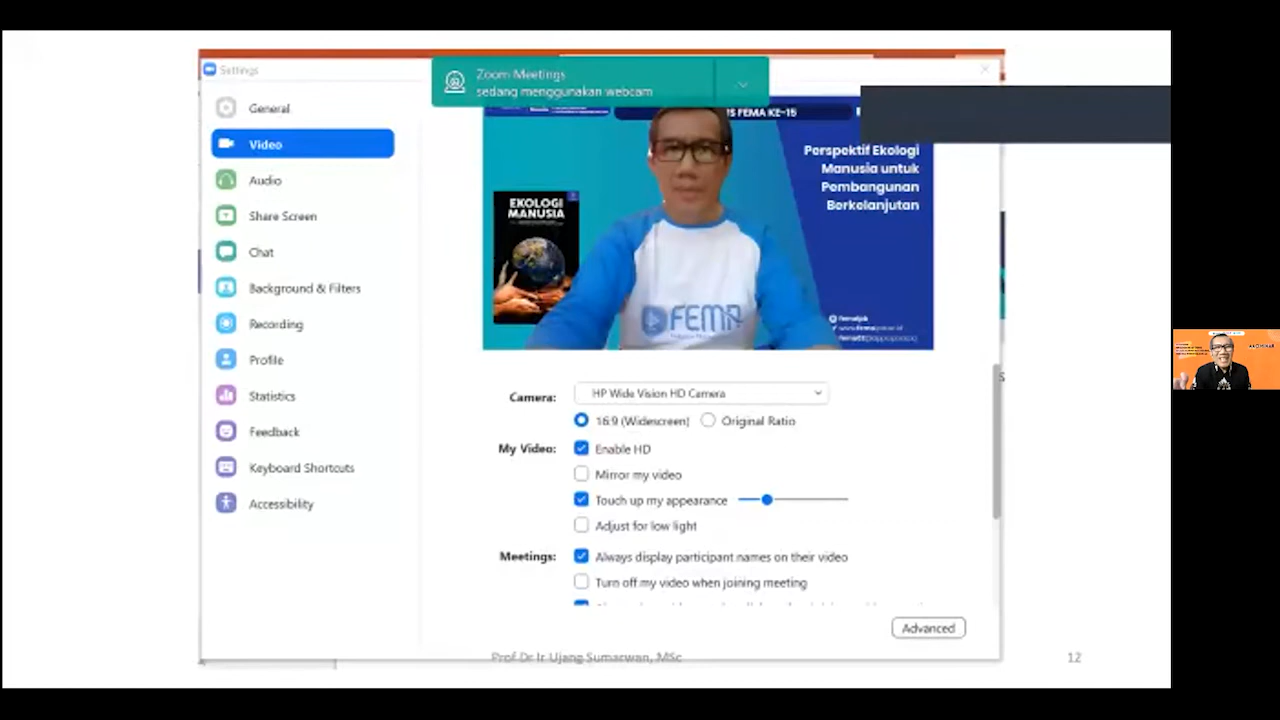 Settings
Zoom Meetings
sedang menggunakan webcam
General
Video
Audio
Share Screen
Chat
Background & Filters
Recording
Profile
Statistics
Feedback
Keyboard Shortcuts
Accessibility
IS FEMA KE-15
Perspektif Ekologi
Manusia untuk
Pembangunan
Berkelanjutan
EKOLOGI
MANUSIA
FEMA
Camera:
HP Wide Vision HD Camera
16:9 (Widescreen)
Original Ratio
My Video:
Enable HD
Mirror my video
Touch up my appearance
Adjust for low light
Meetings:
Always display participant names on their video
Turn off my video when joining meeting
Advanced
Prof Dr Ir Ujang Sumarwan, MSc
12